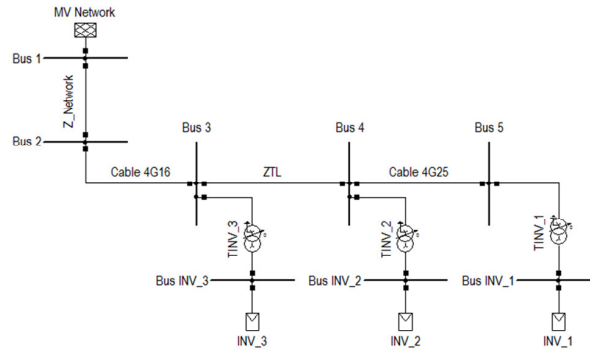 MV Network
Bus 1
Z_Network
Bus 2
Bus 3
Bus 4
Bus 5
Cable 4G16
ZTL
Cable 4G25
TINV_3
TINV_2
TINV_1
Bus INV_3
Bus INV_2
Bus INV_1
INV_3
INV_2
INV_1